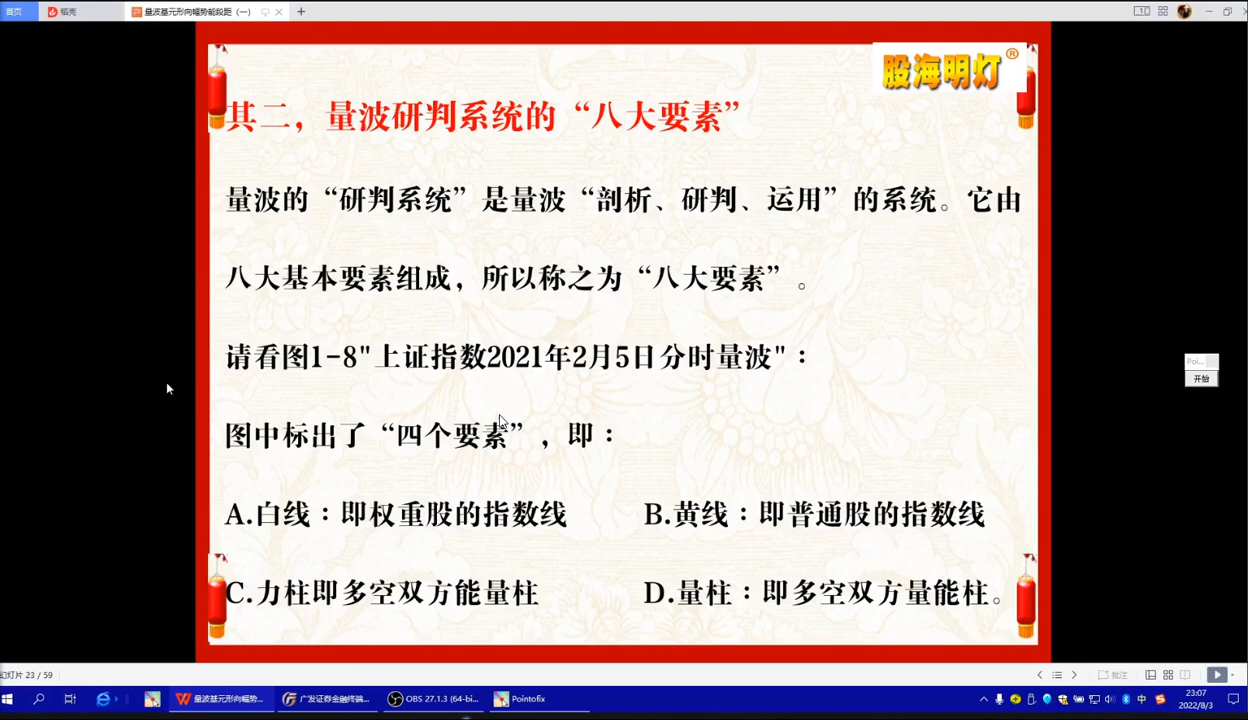 首页
稻壳
量波基元形向幅势能段距（一）
股海明灯®
其二，量波研判系统的“八大要素”
量波的“研判系统”是量波“剖析、研判、运用”的系统。它由
八大基本要素组成，所以称之为“八大要素”。
请看图1-8"上证指数2021年2月5日分时量波"：
图中标出了“四个要素”，即：
A.白线：即权重股的指数线 B.黄线：即普通股的指数线
C.力柱即多空双方能量柱 D.量柱：即多空双方量能柱。
Poi...
开始
幻灯片 23 / 59
批注
量波基元形向幅势...
广发证券金融终端...
OBS 27.1.3 (64-bi...
Pointofix
中
23:07
2022/8/3